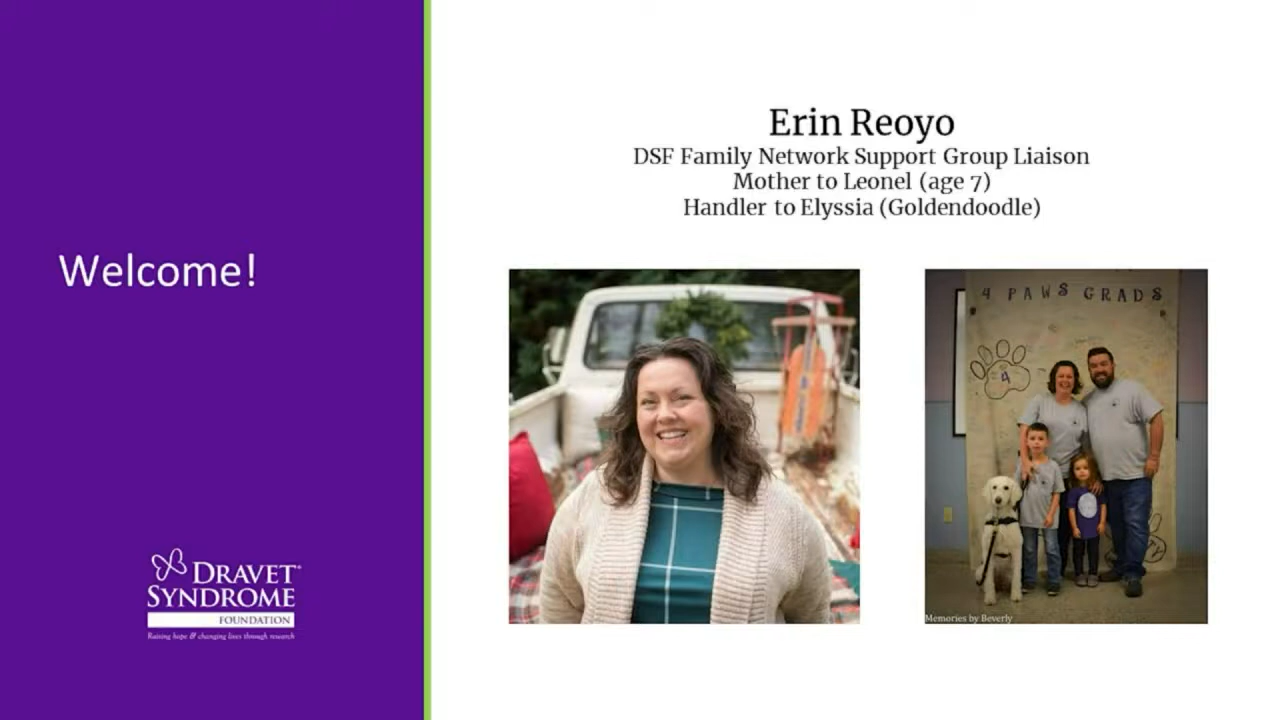 Welcome!
DRAVET
SYNDROME
FOUNDATION
Raising hope & changing lives through research
Erin Reoyo
DSF Family Network Support Group Liaison
Mother to Leonel (age 7)
Handler to Elyssia (Goldendoodle)
4 PAWS GRADS
4
Memories by Beverly